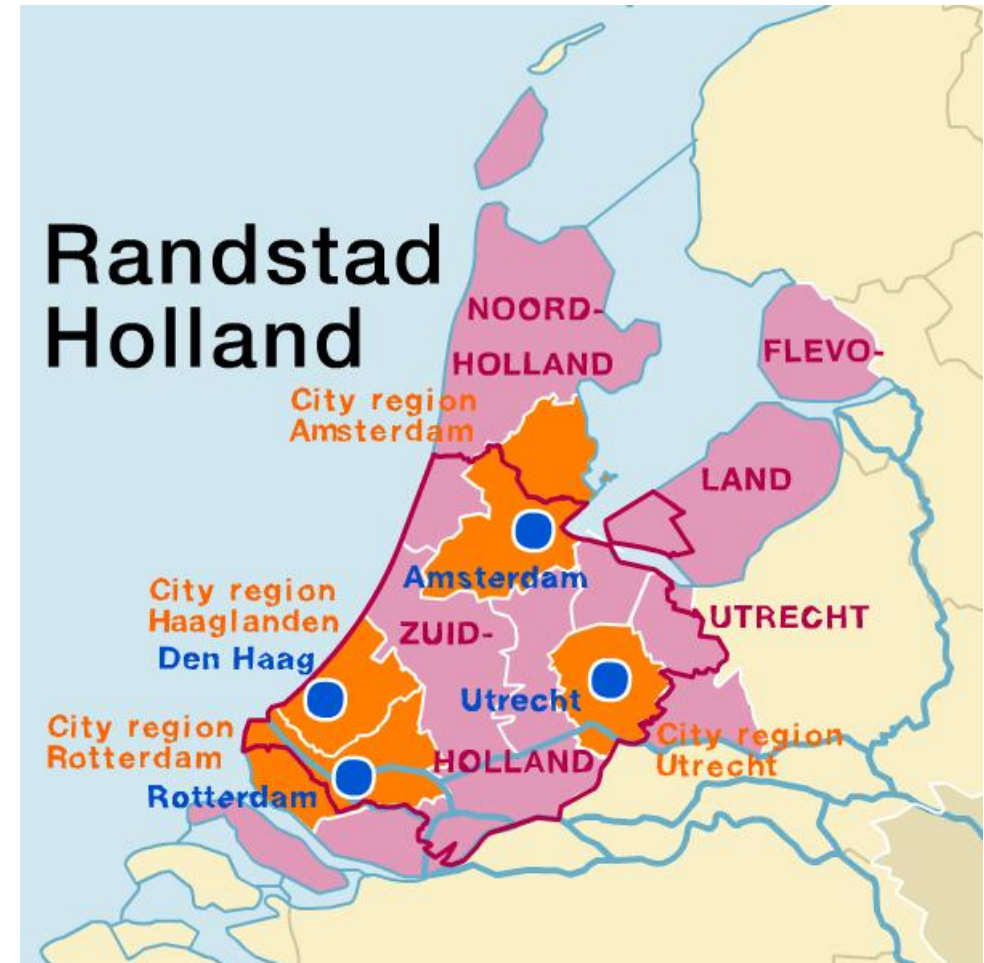 Randstad
Holland
NOORD-
HOLLAND
FLEVO-
LAND
City region
Amsterdam
Amsterdam
City region
Haaglanden
Den Haag
ZUID-
HOLLAND
UTRECHT
Utrecht
City region
Utrecht
City region
Rotterdam
Rotterdam